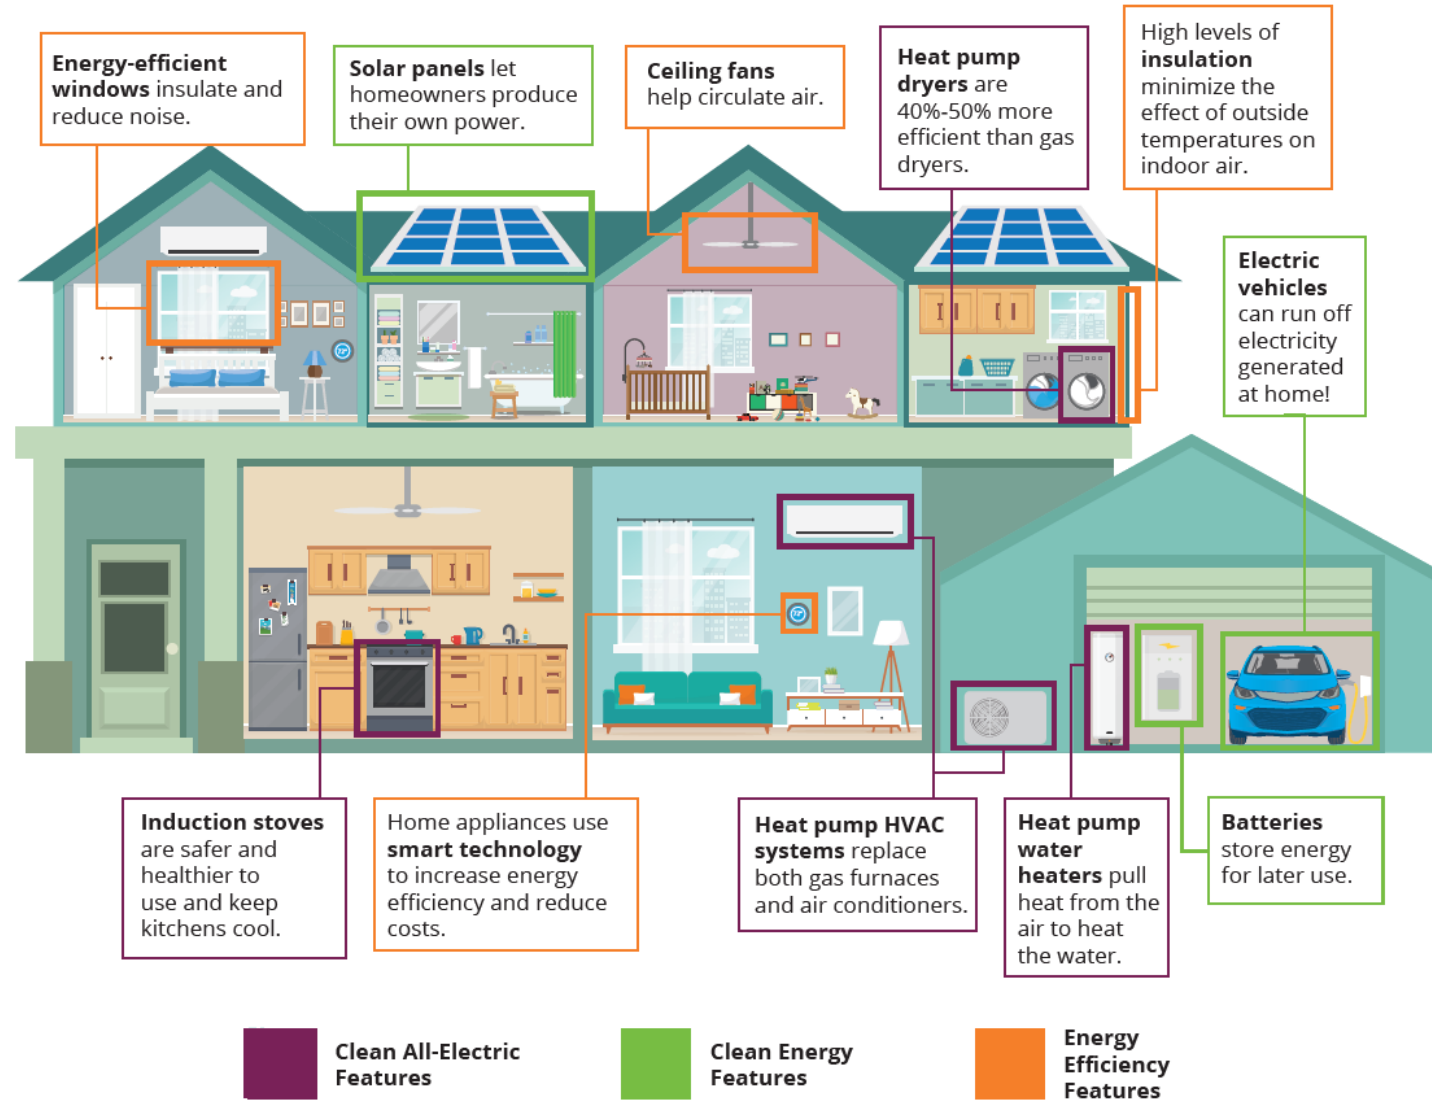 Energy-efficient
windows insulate and
reduce noise.
Solar panels let
homeowners produce
their own power.
Ceiling fans
help circulate air.
Heat pump
dryers are
40%-50% more
efficient than gas
dryers.
High levels of
insulation
minimize the
effect of outside
temperatures on
indoor air.
Electric
vehicles
can run off
electricity
generated
at home!
Induction stoves
are safer and
healthier to
use and keep
kitchens cool.
Home appliances use
smart technology
to increase energy
efficiency and reduce
costs.
Heat pump HVAC
systems replace
both gas furnaces
and air conditioners.
Heat pump
water
heaters pull
heat from the
air to heat
the water.
Batteries
store energy
for later use.
Clean All-Electric
Features
Clean Energy
Features
Energy
Efficiency
Features